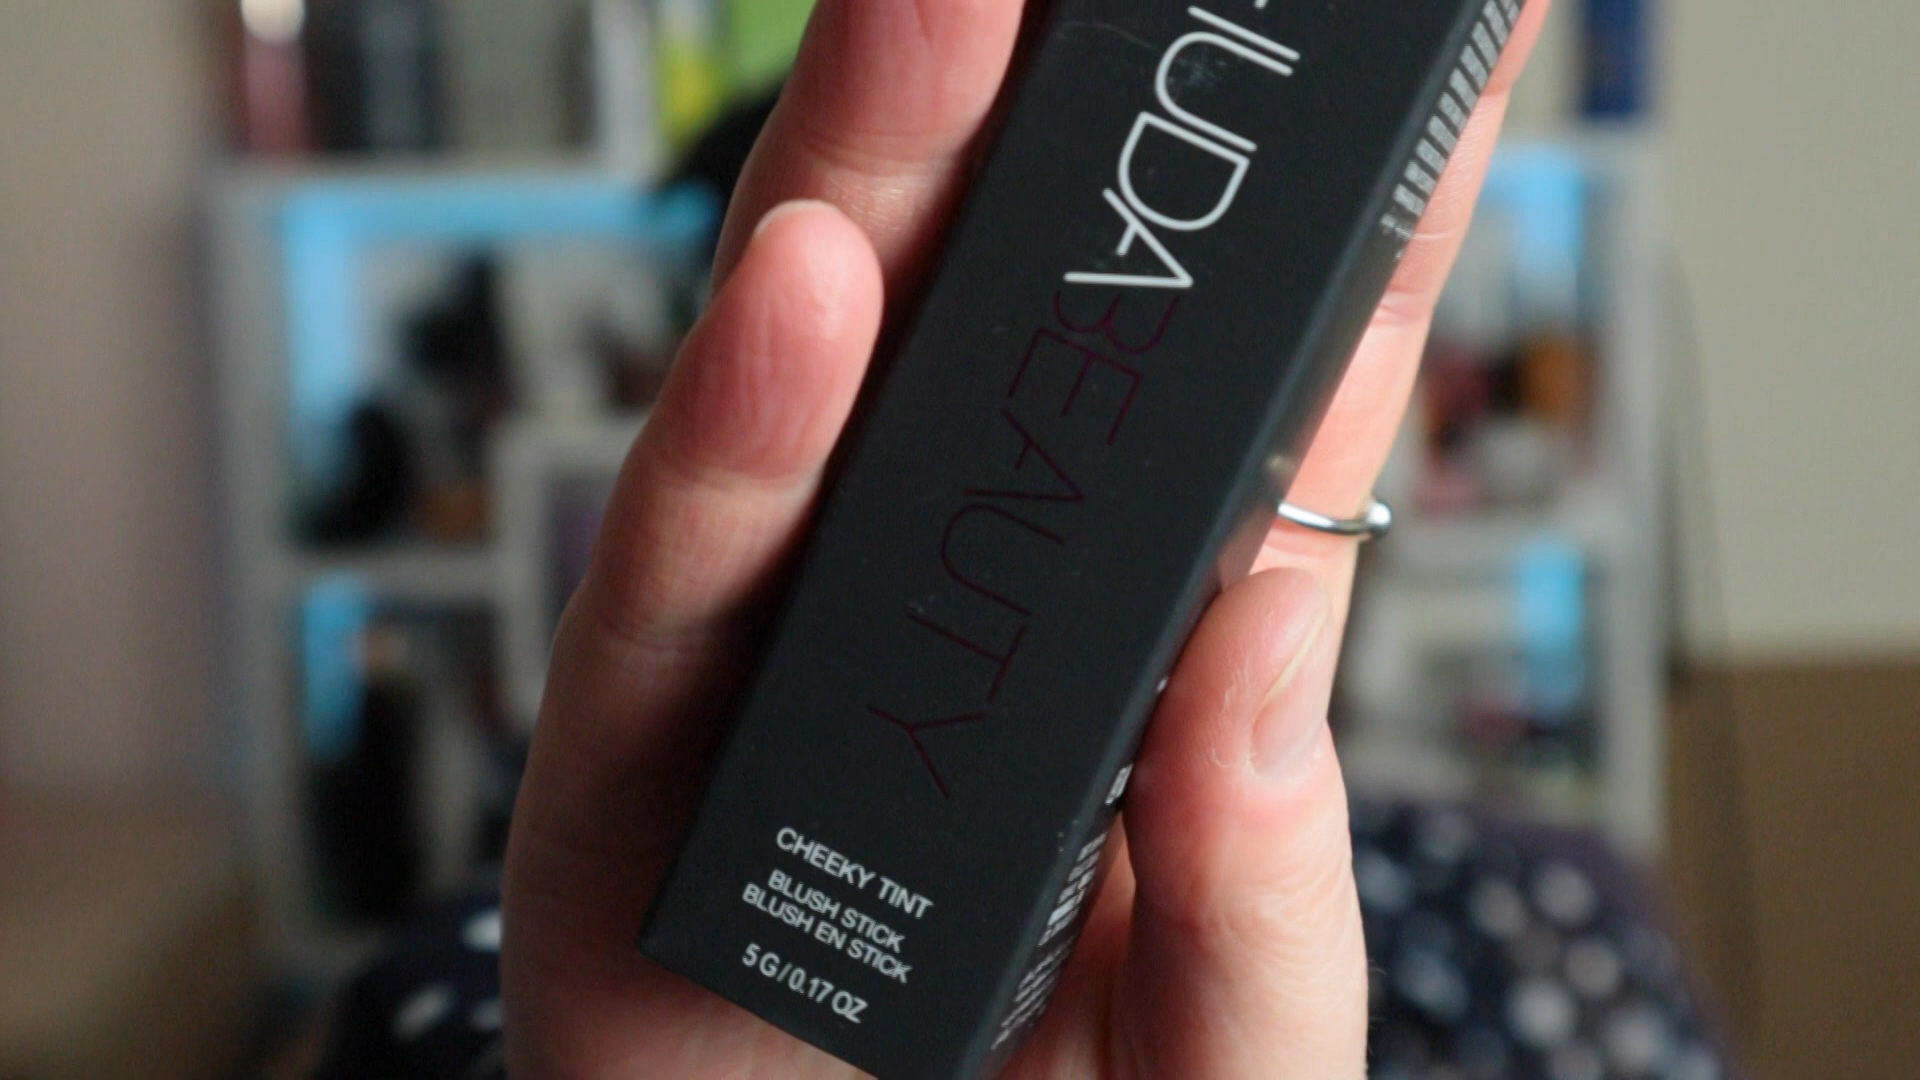 HUDABEAUTY
CHEEKY TINT
BLUSH STICK
BLUSH EN STICK
5 G / 0.17 OZ